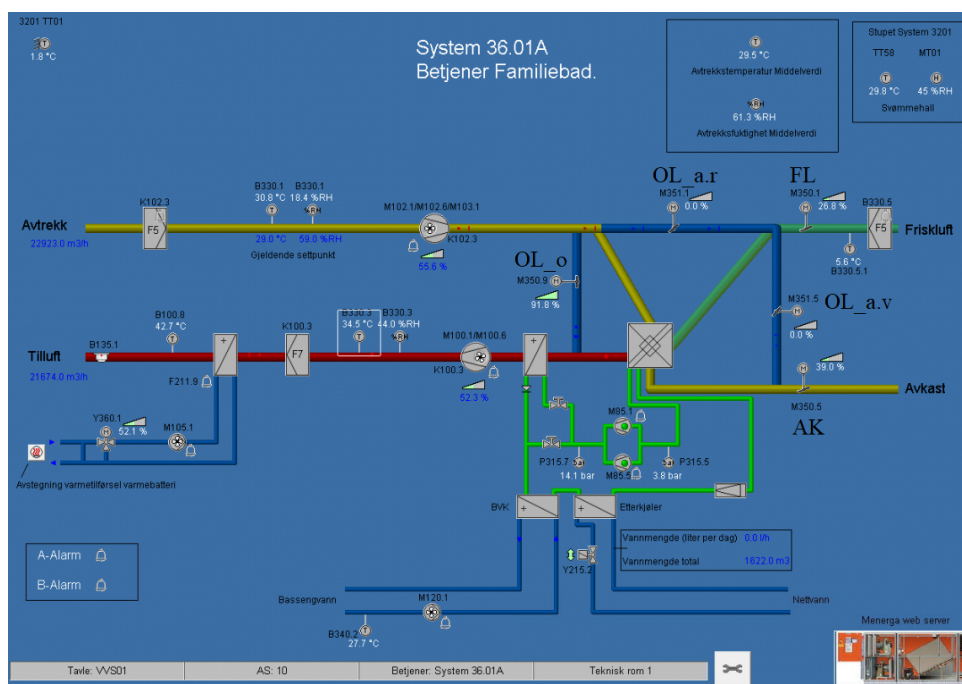 3201 TT01
1.8 °C
System 36.01A
Betjener Familiebad.
29.5 °C
Avtrekkstemperatur Middelverdi
%RH
61.3 %RH
Avtrekksfuktighet Middelverdi
Stupet System 3201
TT58 MT01
29.8 °C 45 %RH
Svømmehall
OL_a.r
FL
M351.1
0.0 %
M350.1
26.8 %
B330.5
F5
Friskluft
5.6 °C
B330.5.1
K102.3
F5
B330.1 B330.1
30.8 °C 18.4 %RH
%RH
29.0 °C 59.0 %RH
Gjeldende settpunkt
M102.1/M102.6/M103.1
K102.3
55.6 %
Avtrekk
22923.0 m3/h
OL_o
M350.9
91.8 %
M351.5
OL_a.v
0.0 %
39.0 %
Avkast
M350.5
AK
B100.8
42.7 °C
K100.3
F7
B330.3 B330.3
34.5 °C 44.0 %RH
%RH
M100.1/M100.6
K100.3
52.3 %
Tilluft
B135.1
21674.0 m3/h
F211.9
Y360.1
52.1 %
M105.1
Avstegning varmetilførsel varmebatteri
M85.1
M85.5
P315.7 bar
14.1 bar
bar P315.5
3.8 bar
BVK
Etterkjøler
Vannmengde (liter per dag) 0.0 l/h
Vannmengde total 1622.0 m3
Y215.2
A-Alarm
B-Alarm
Bassengvann
M120.1
Nettvann
B340.2
27.7 °C
Menerga web server
Tavle: VVS01
AS: 10
Betjener: System 36.01A
Teknisk rom 1